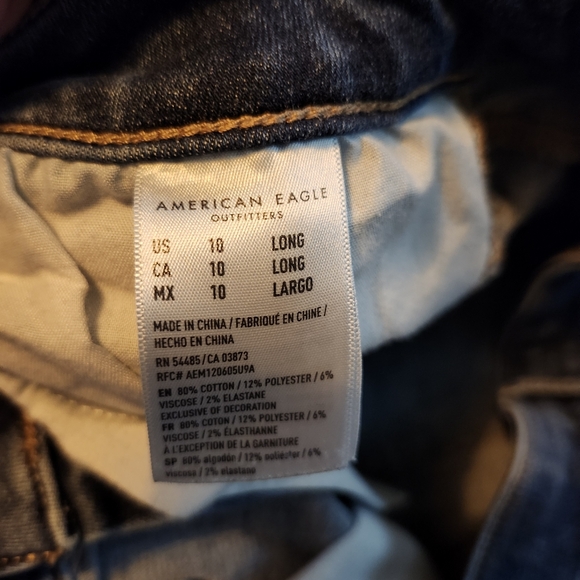 AMERICAN EAGLE
OUTFITTERS
US 10 LONG
CA 10 LONG
MX 10 LARGO
MADE IN CHINA / FABRIQUÉ EN CHINE /
HECHO EN CHINA
RN 54485/CA 03873
RFC# AEM120605U9A
EN 80% COTTON / 12% POLYESTER / 6%
VISCOSE / 2% ELASTANE
EXCLUSIVE OF DECORATION
FR 80% COTON / 12% POLYESTER / 6%
VISCOSE / 2% ÉLASTHANNE
À L'EXCEPTION DE LA GARNITURE
SP 80% algodón / 12% poliéster / 6%
viscosa / 2% elastano